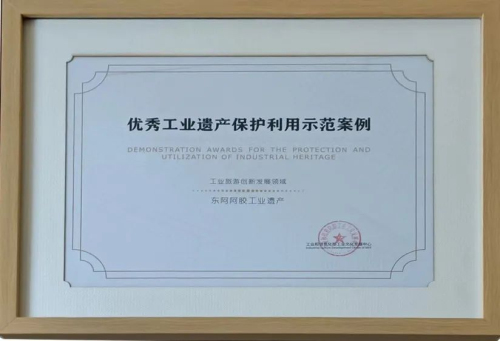 优秀工业遗产保护利用示范案例
DEMONSTRATION AWARDS FOR THE PROTECTION AND
UTILIZATION OF INDUSTRIAL HERITAGE
工业旅游创新发展领域
东阿阿胶工业遗产